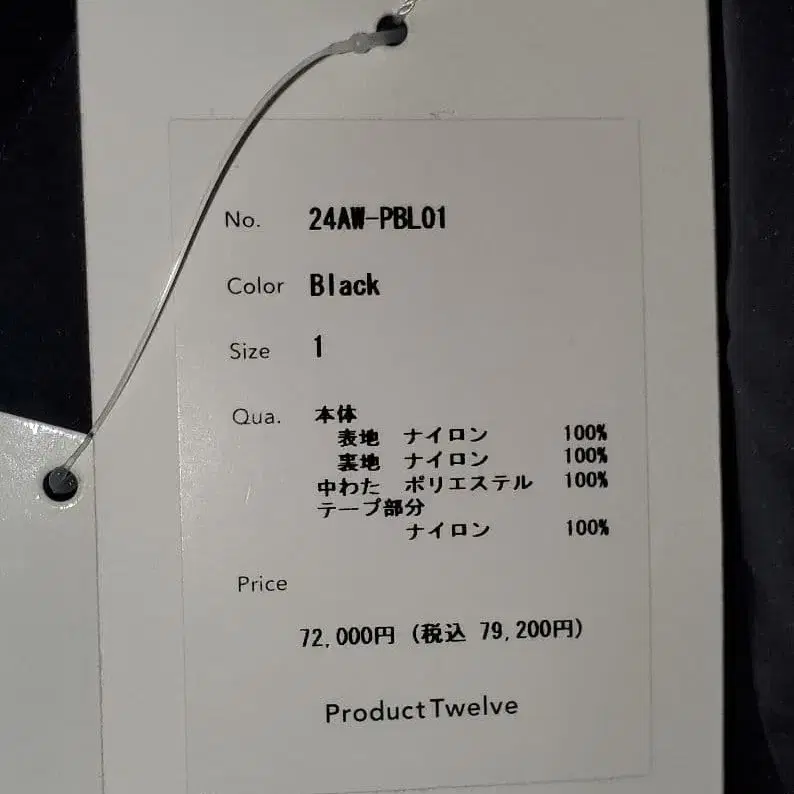 No. 24AW-PBL01
Color Black
Size 1
Qua. 本体
表地 ナイロン 100%
裏地 ナイロン 100%
中わた ポリエステル 100%
テープ部分
ナイロン 100%
Price
72,000円 (税込 79,200円)
Product Twelve